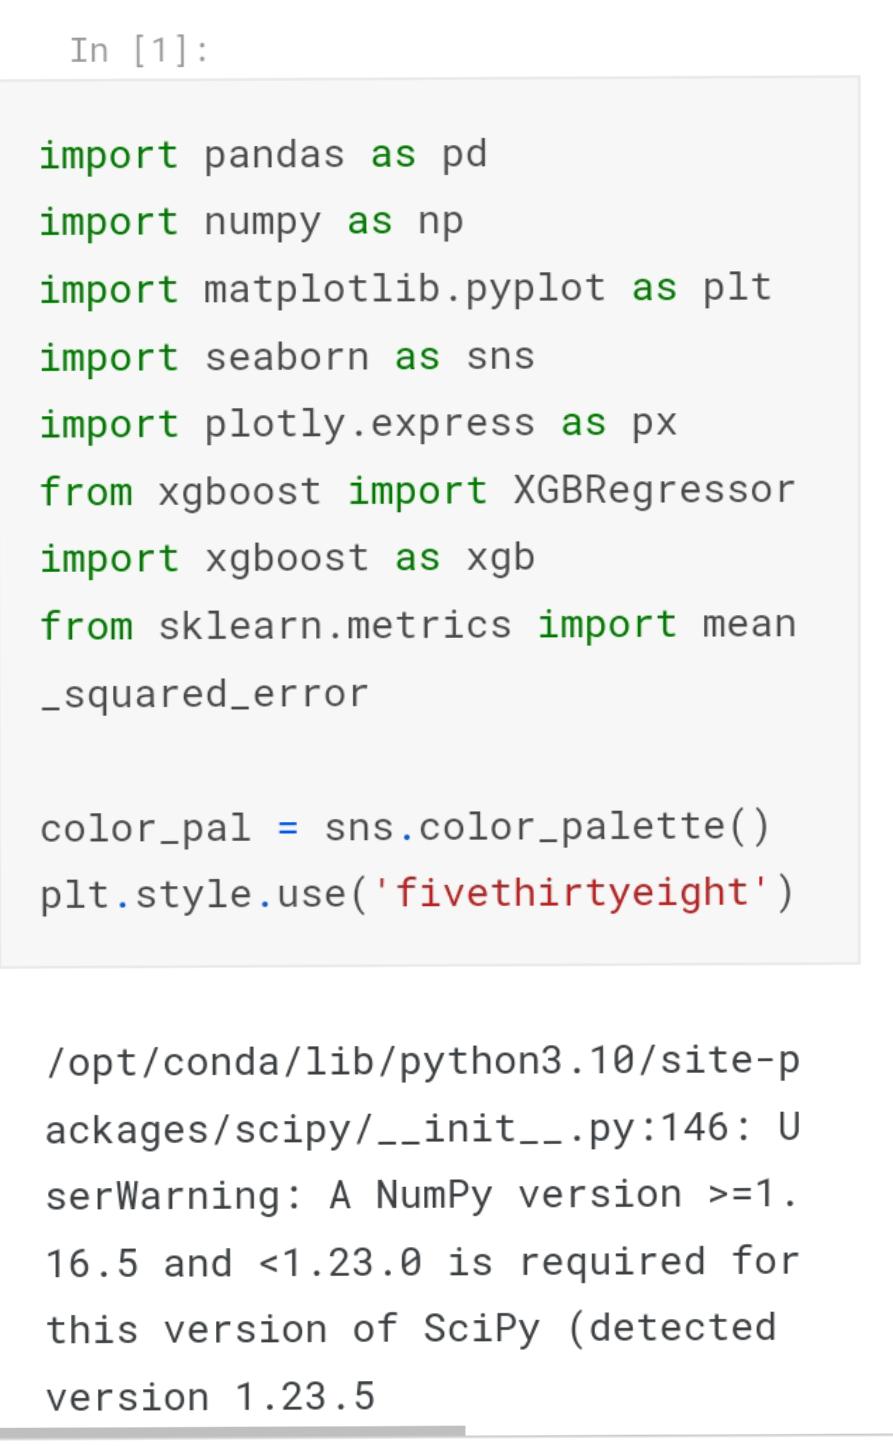 In [1]:
import pandas as pd
import numpy as np
import matplotlib.pyplot as plt
import seaborn as sns
import plotly.express as px
from xgboost import XGBRegressor
import xgboost as xgb
from sklearn.metrics import mean
_squared_error
color_pal = sns.color_palette()
plt.style.use('fivethirtyeight')
/opt/conda/lib/python3.10/site-p
ackages/scipy/__init__.py:146: U
serWarning: A NumPy version >=1.
16.5 and <1.23.0 is required for
this version of SciPy (detected
version 1.23.5